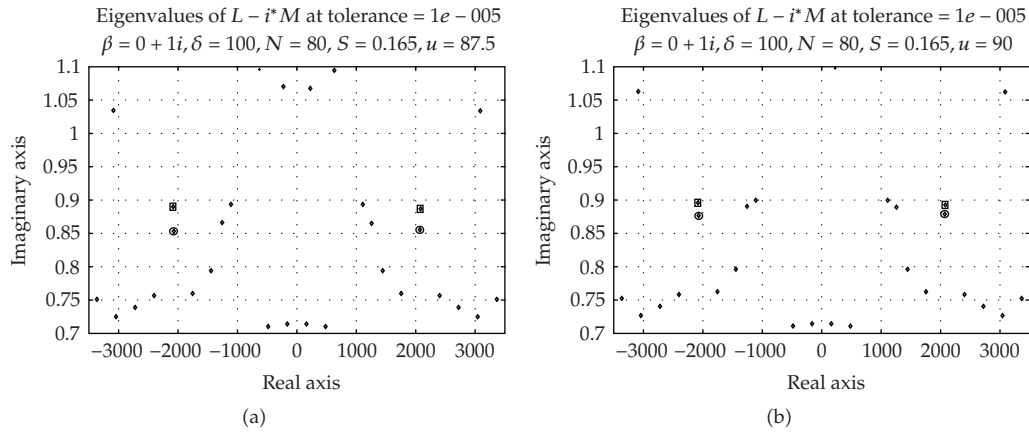 Eigenvalues of L − i*M at tolerance = 1e − 005
β = 0 + 1i, δ = 100, N = 80, S = 0.165, u = 87.5
1.1
1.05
1
0.95
0.9
0.85
0.8
0.75
0.7
Imaginary axis
−3000 −2000 −1000 0 1000 2000 3000
Real axis
(a)
Eigenvalues of L − i*M at tolerance = 1e − 005
β = 0 + 1i, δ = 100, N = 80, S = 0.165, u = 90
1.1
1.05
1
0.95
0.9
0.85
0.8
0.75
0.7
Imaginary axis
−3000 −2000 −1000 0 1000 2000 3000
Real axis
(b)